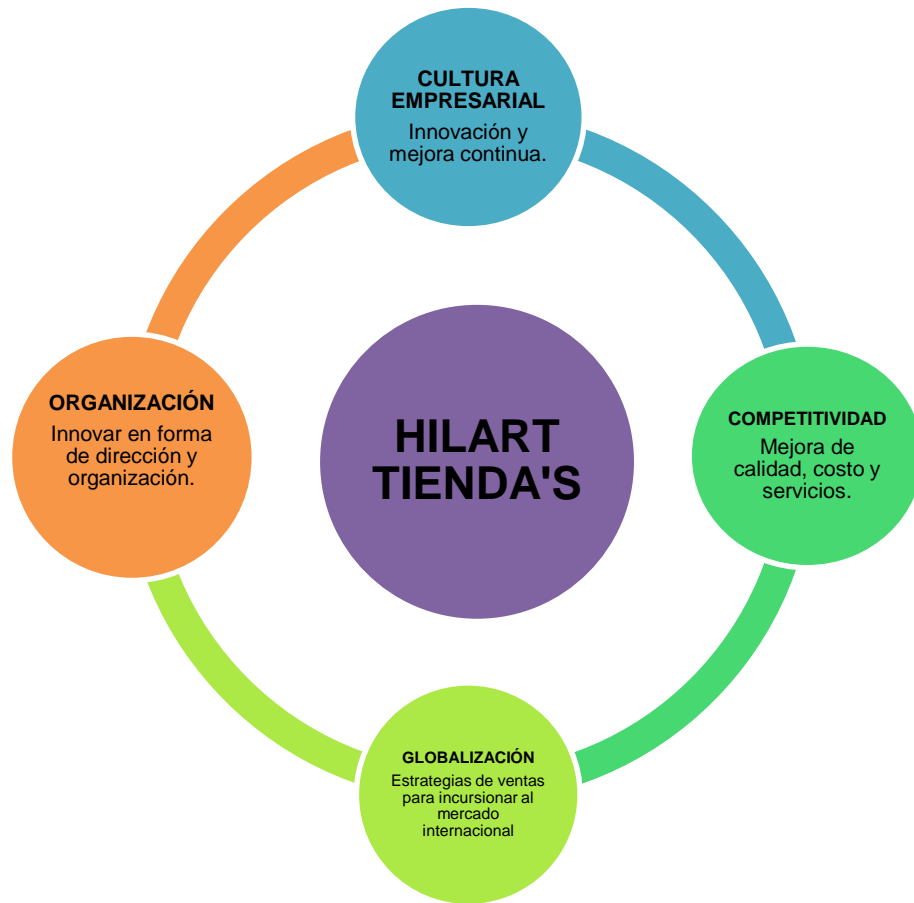 CULTURA
EMPRESARIAL
Innovación y
mejora continua.
ORGANIZACIÓN
Innovar en forma
de dirección y
organización.
HILART
TIENDA'S
COMPETITIVIDAD
Mejora de
calidad, costo y
servicios.
GLOBALIZACIÓN
Estrategias de ventas
para incursionar al
mercado
internacional